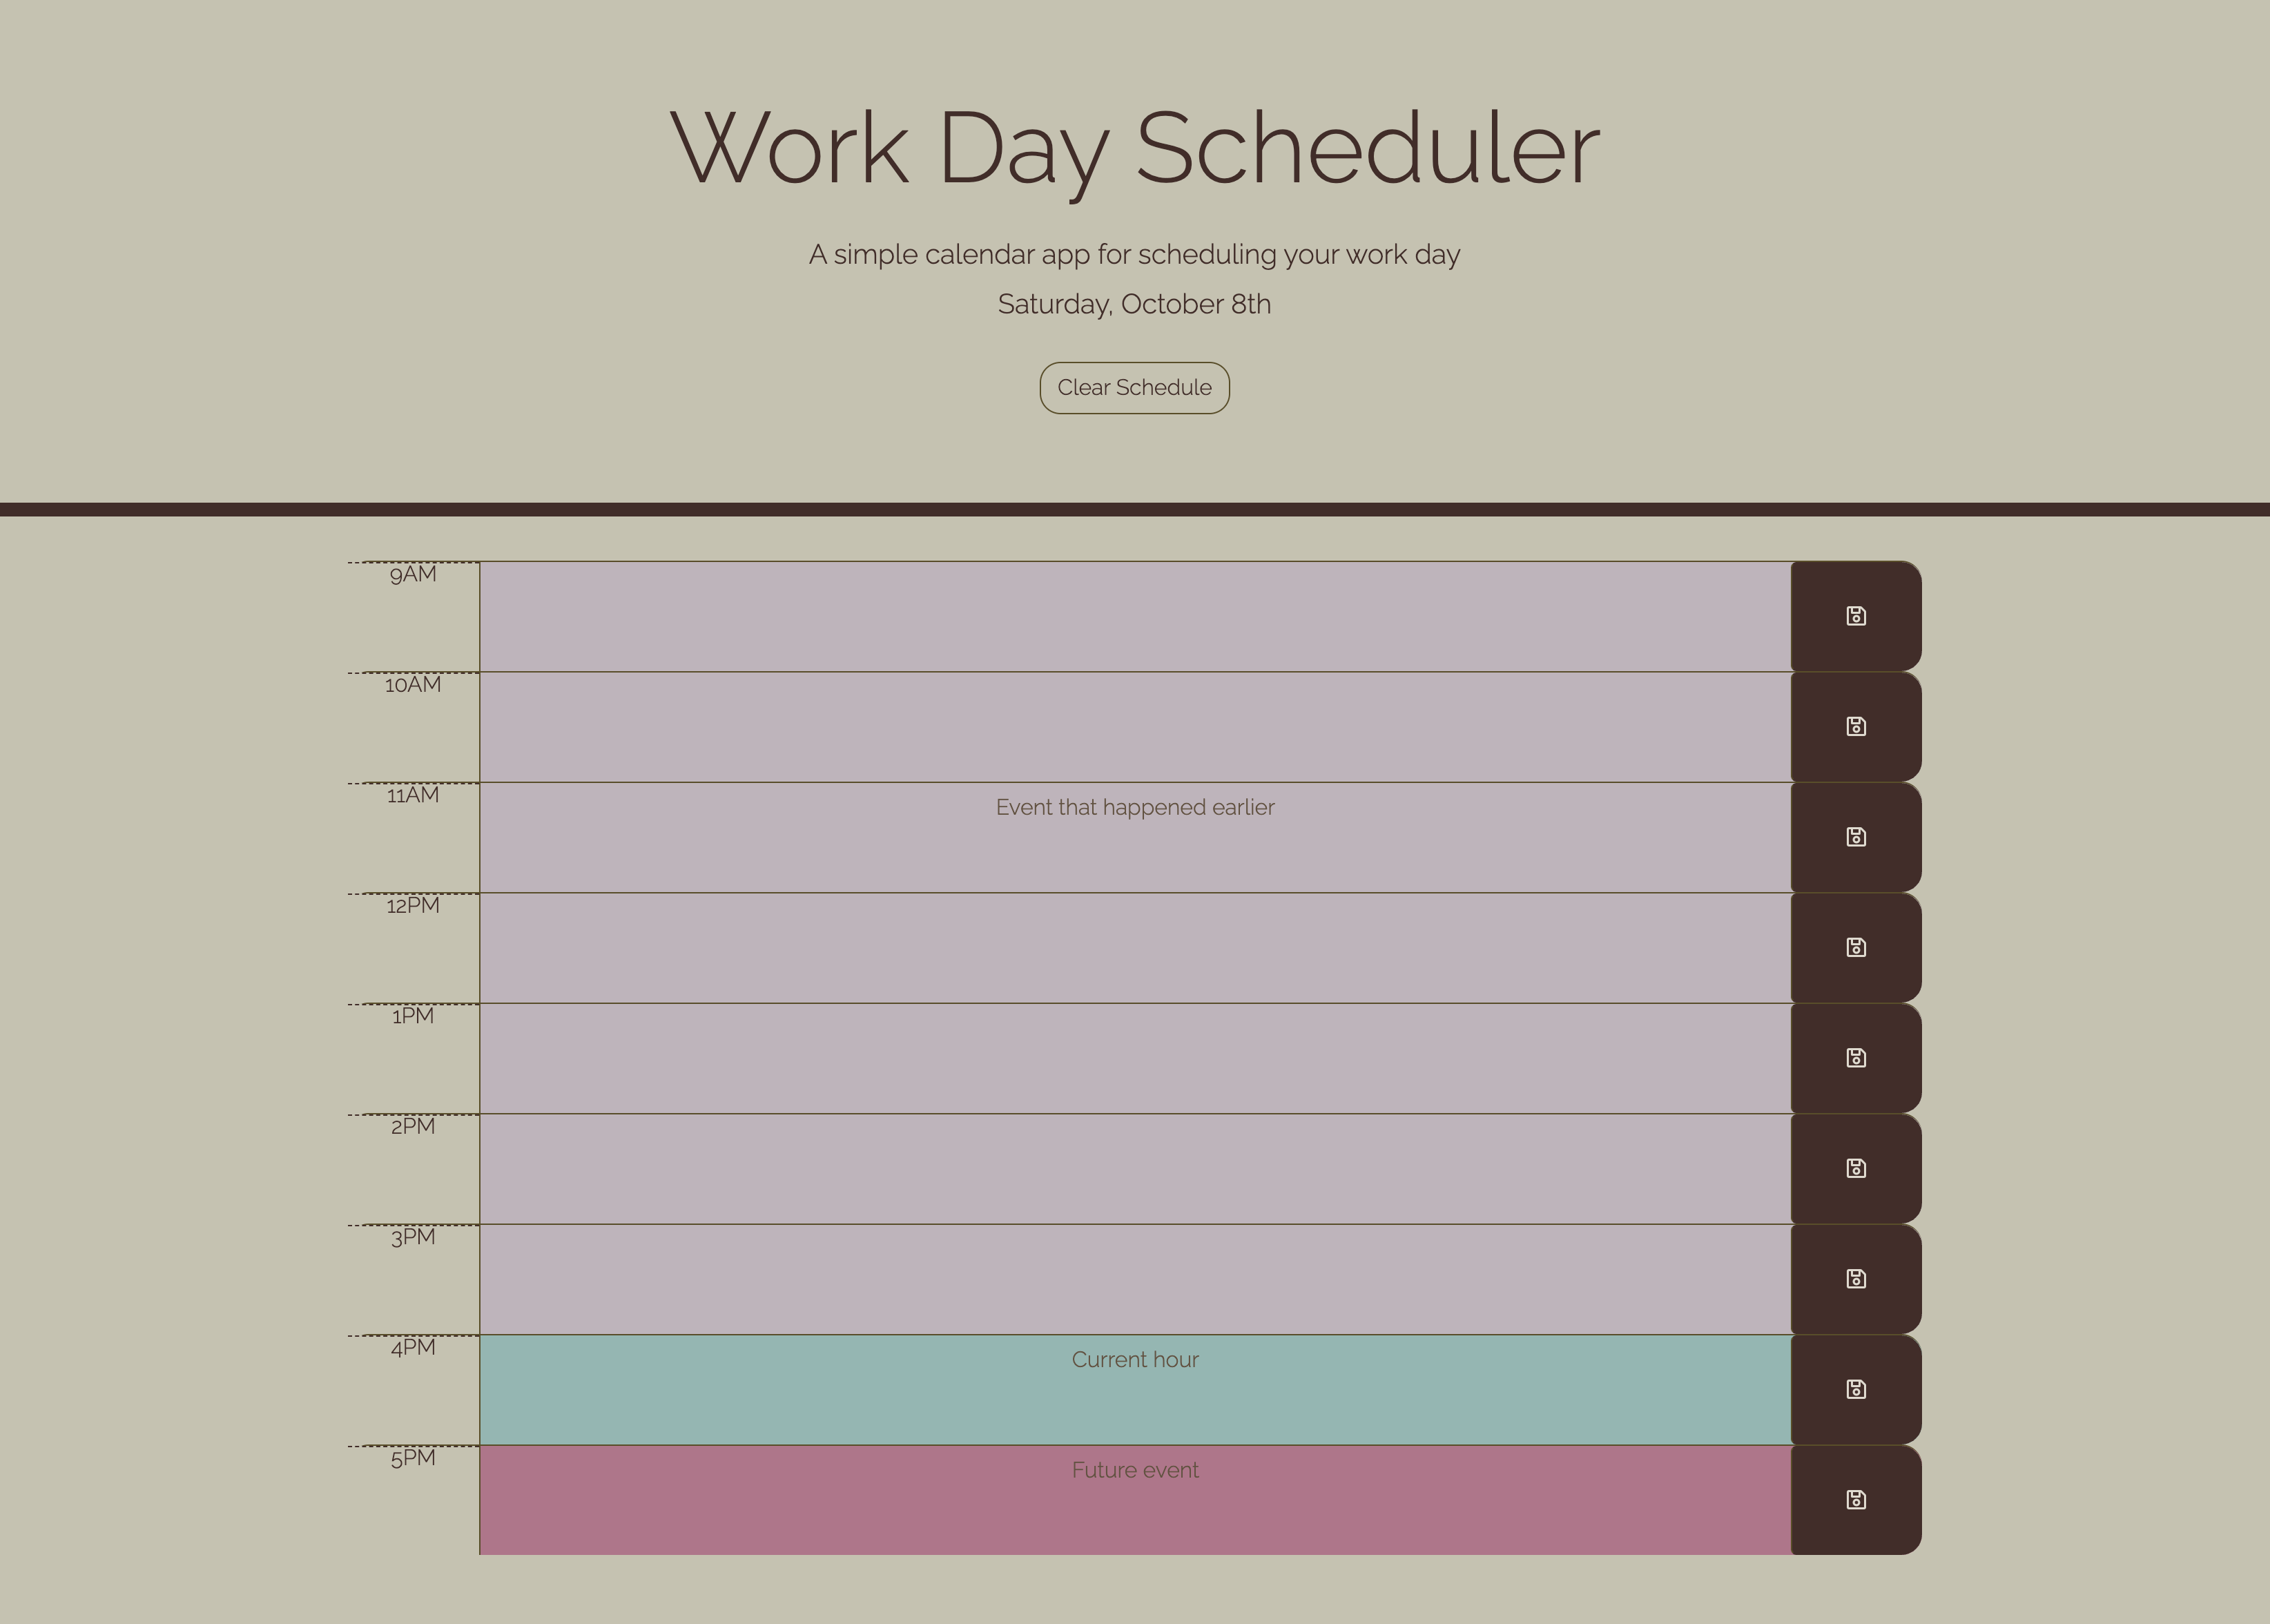 Work Day Scheduler
A simple calendar app for scheduling your work day
Saturday, October 8th
Clear Schedule
9AM
10AM
11AM Event that happened earlier
12PM
1PM
2PM
3PM
4PM Current hour
5PM Future event